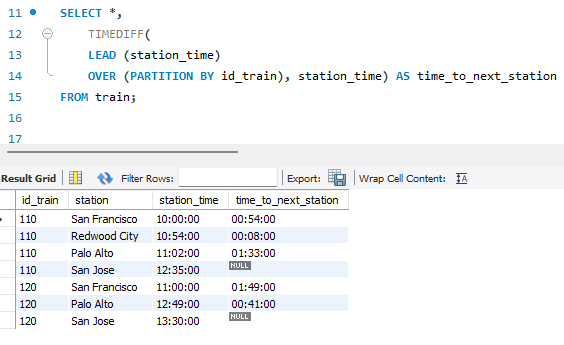 11 SELECT *,
12 TIMEDIFF(
13 LEAD (station_time)
14 OVER (PARTITION BY id_train), station_time) AS time_to_next_station
15 FROM train;
16
17
Result Grid Filter Rows: Export: Wrap Cell Content:
id_train station station_time time_to_next_station
110 San Francisco 10:00:00 00:54:00
110 Redwood City 10:54:00 00:08:00
110 Palo Alto 11:02:00 01:33:00
110 San Jose 12:35:00 NULL
120 San Francisco 11:00:00 01:49:00
120 Palo Alto 12:49:00 00:41:00
120 San Jose 13:30:00 NULL